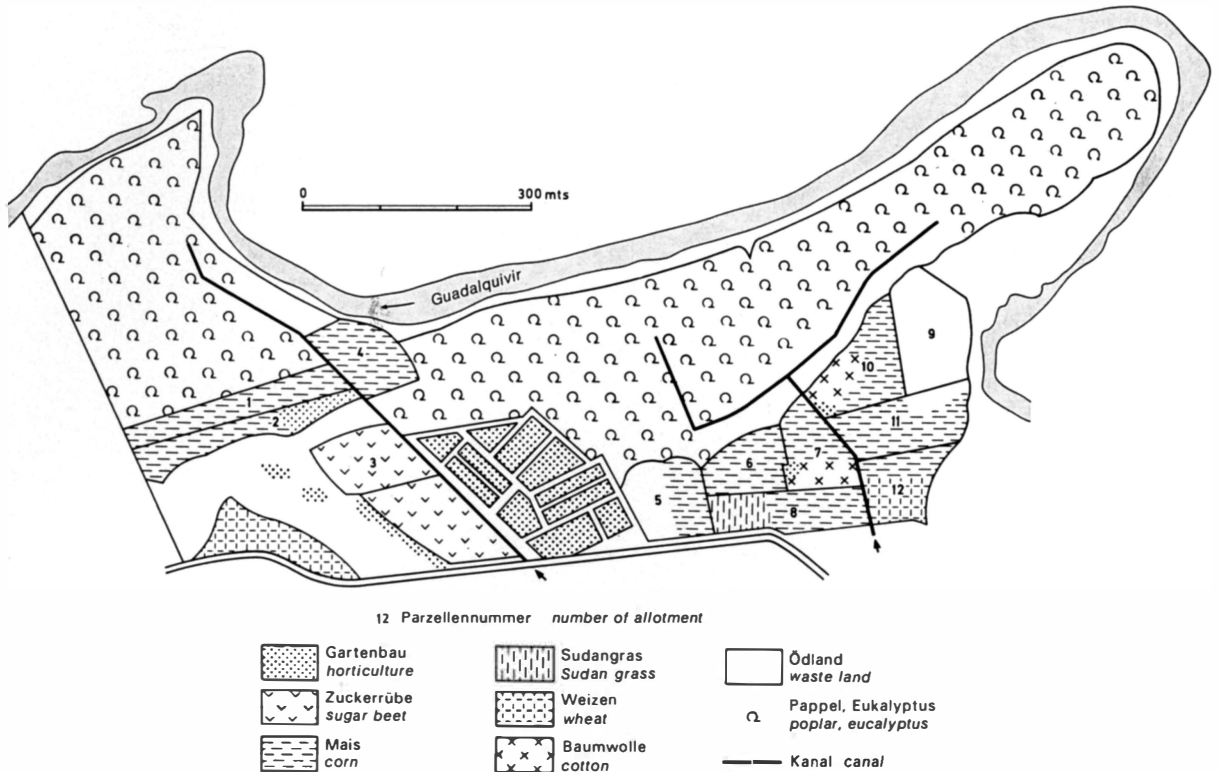 0 300 mts
Guadalquivir
9
4
10
1
2
11
3
6
7
5
12
8
12 Parzellennummer number of allotment
Gartenbau
horticulture
Zuckerrübe
sugar beet
Mais
corn
Sudangras
Sudan grass
Weizen
wheat
Baumwolle
cotton
Ödland
waste land
Pappel, Eukalyptus
poplar, eucalyptus
Kanal canal